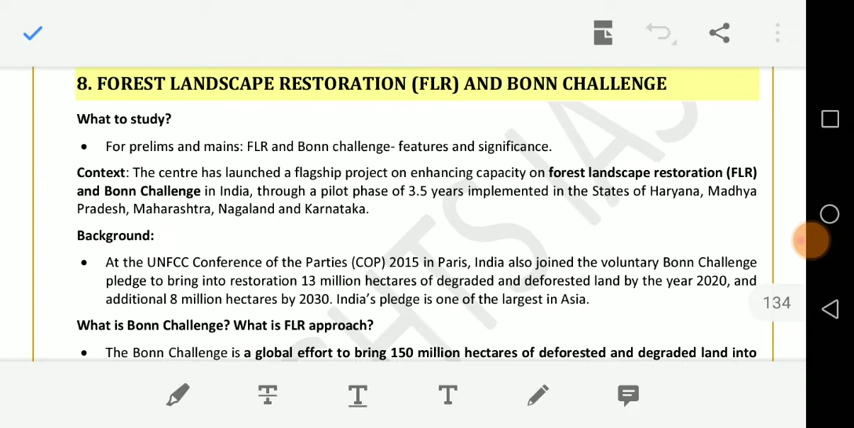 8. FOREST LANDSCAPE RESTORATION (FLR) AND BONN CHALLENGE
What to study?
• For prelims and mains: FLR and Bonn challenge- features and significance.
Context: The centre has launched a flagship project on enhancing capacity on forest landscape restoration (FLR)
and Bonn Challenge in India, through a pilot phase of 3.5 years implemented in the States of Haryana, Madhya
Pradesh, Maharashtra, Nagaland and Karnataka.
Background:
• At the UNFCC Conference of the Parties (COP) 2015 in Paris, India also joined the voluntary Bonn Challenge
pledge to bring into restoration 13 million hectares of degraded and deforested land by the year 2020, and
additional 8 million hectares by 2030. India's pledge is one of the largest in Asia.
134
What is Bonn Challenge? What is FLR approach?
• The Bonn Challenge is a global effort to bring 150 million hectares of deforested and degraded land into
T T T